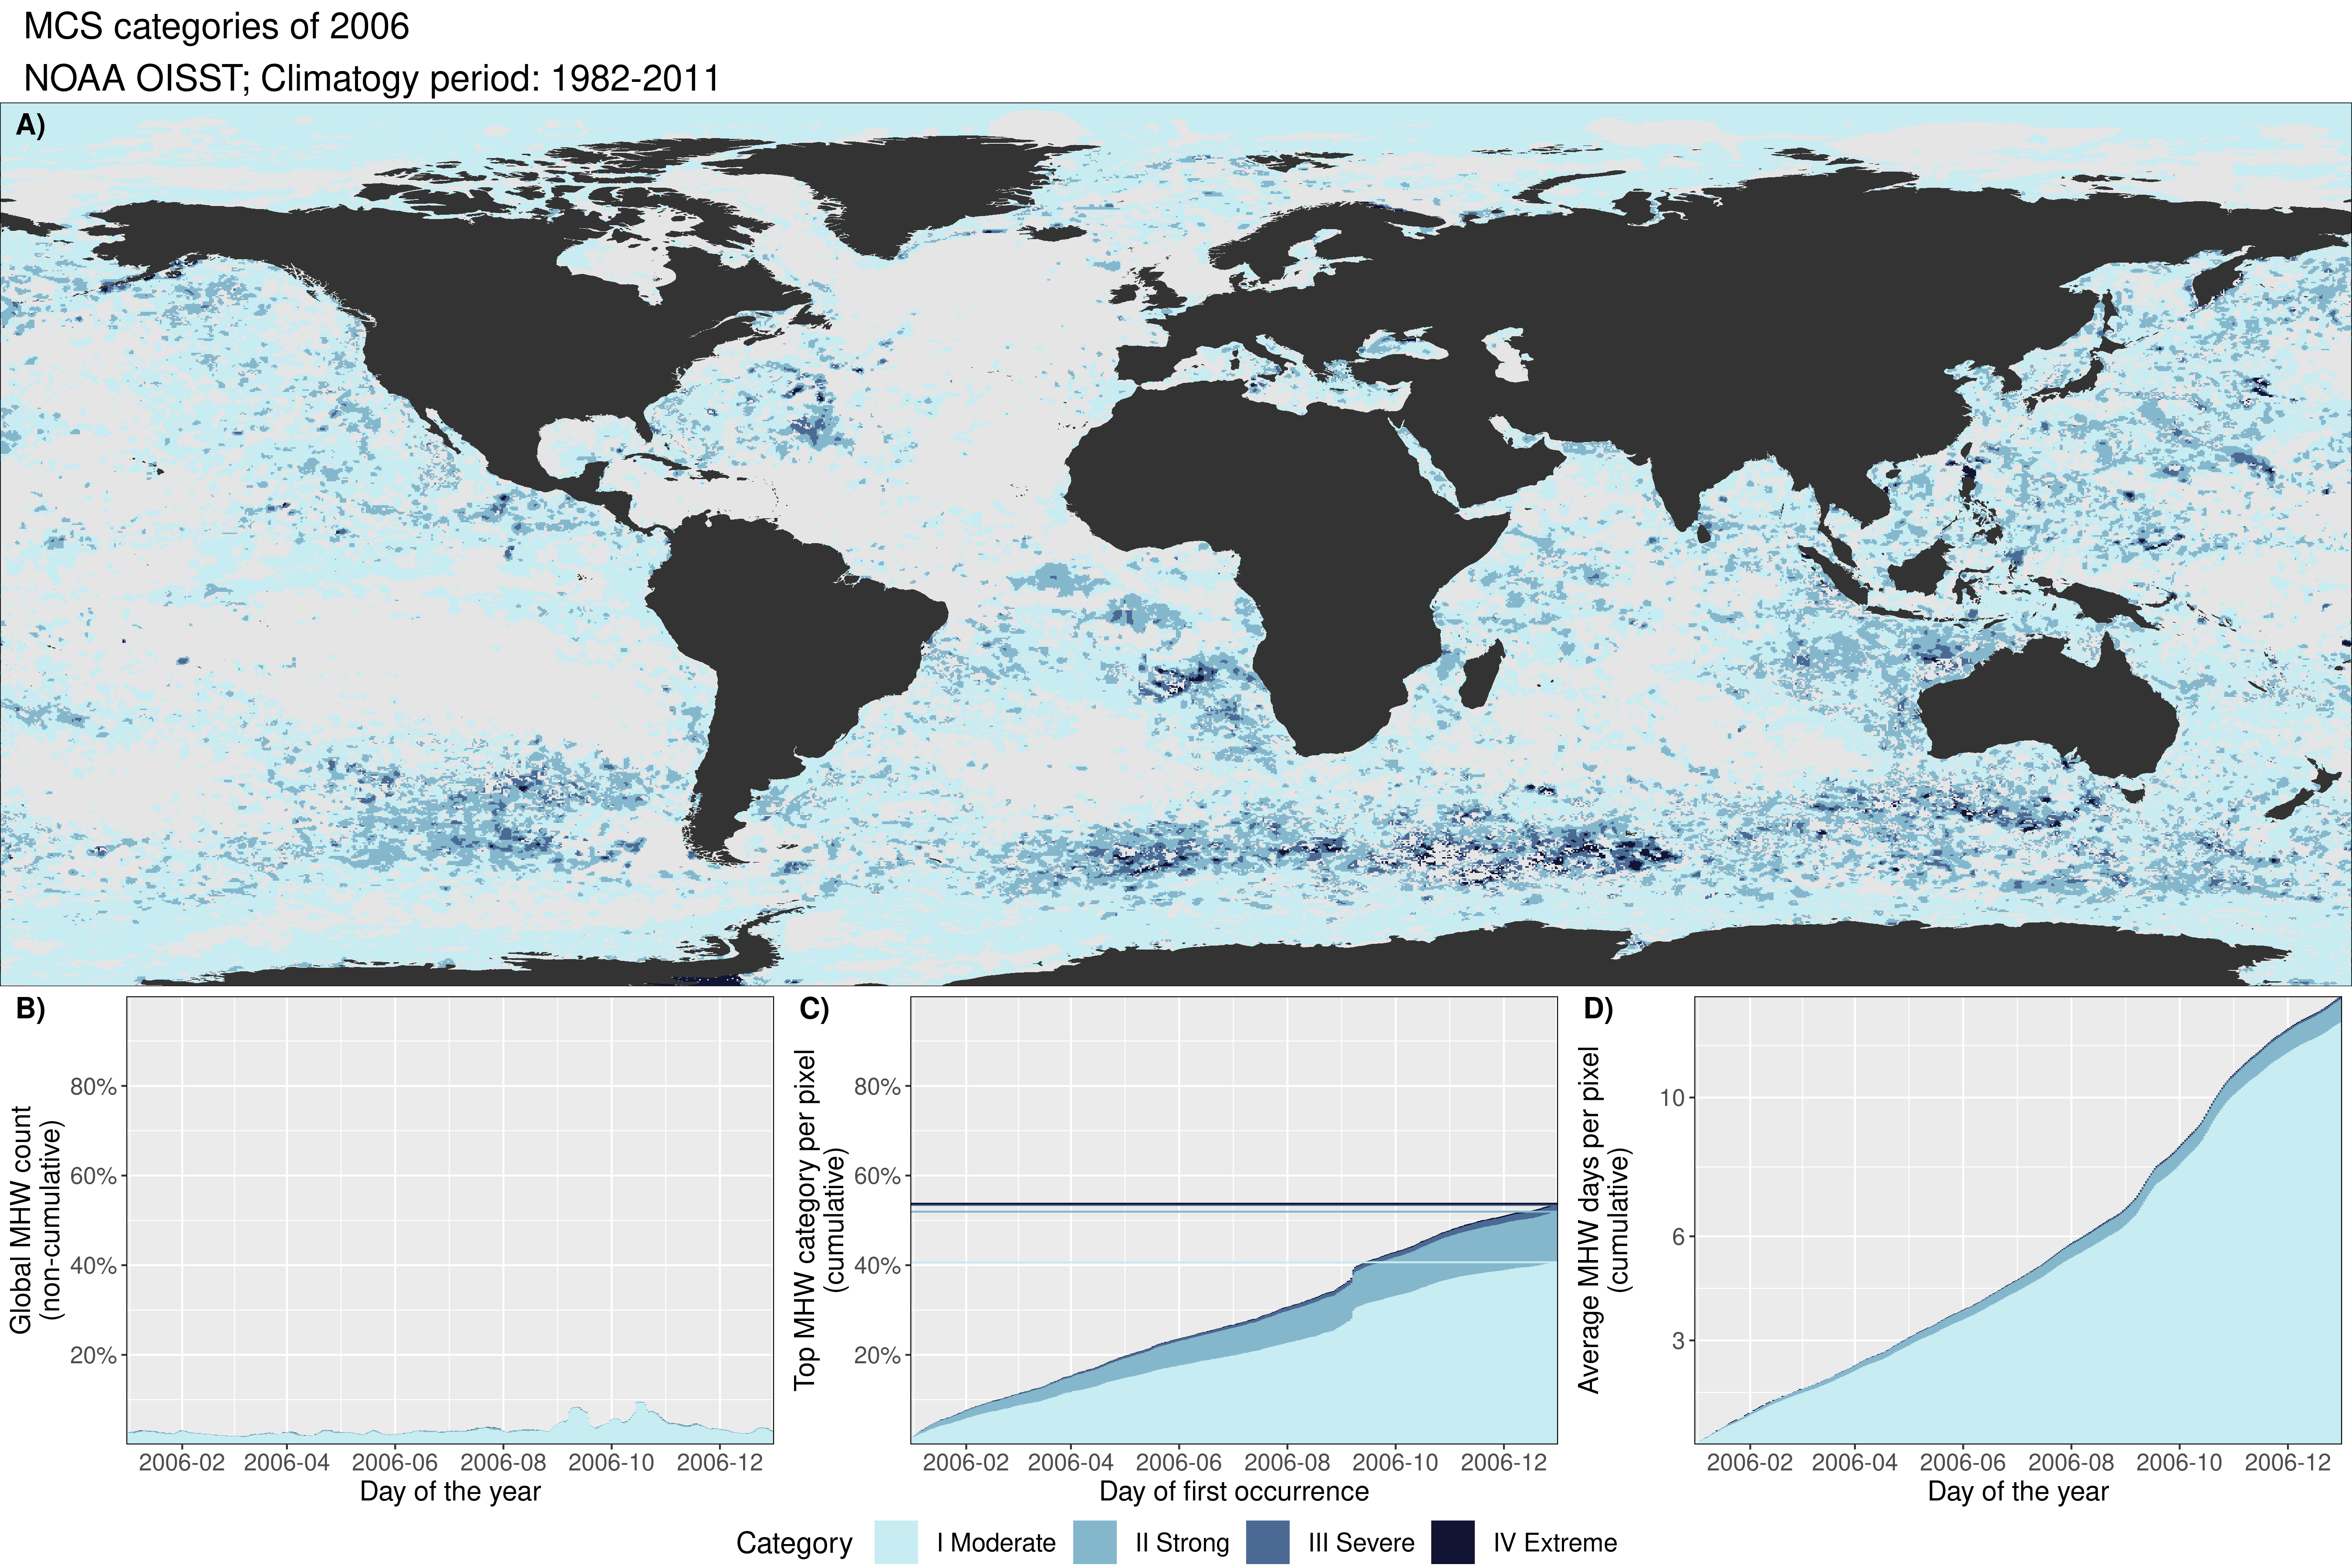 MCS categories of 2006
NOAA OISST; Climatogy period: 1982-2011
A)
B)
Global MHW count
(non-cumulative)
80%
60%
40%
20%
2006-02 2006-04 2006-06 2006-08 2006-10 2006-12
Day of the year
C)
Top MHW category per pixel
(cumulative)
80%
60%
40%
20%
2006-02 2006-04 2006-06 2006-08 2006-10 2006-12
Day of first occurrence
D)
Average MHW days per pixel
(cumulative)
10
6
3
2006-02 2006-04 2006-06 2006-08 2006-10 2006-12
Day of the year
Category I Moderate II Strong III Severe IV Extreme